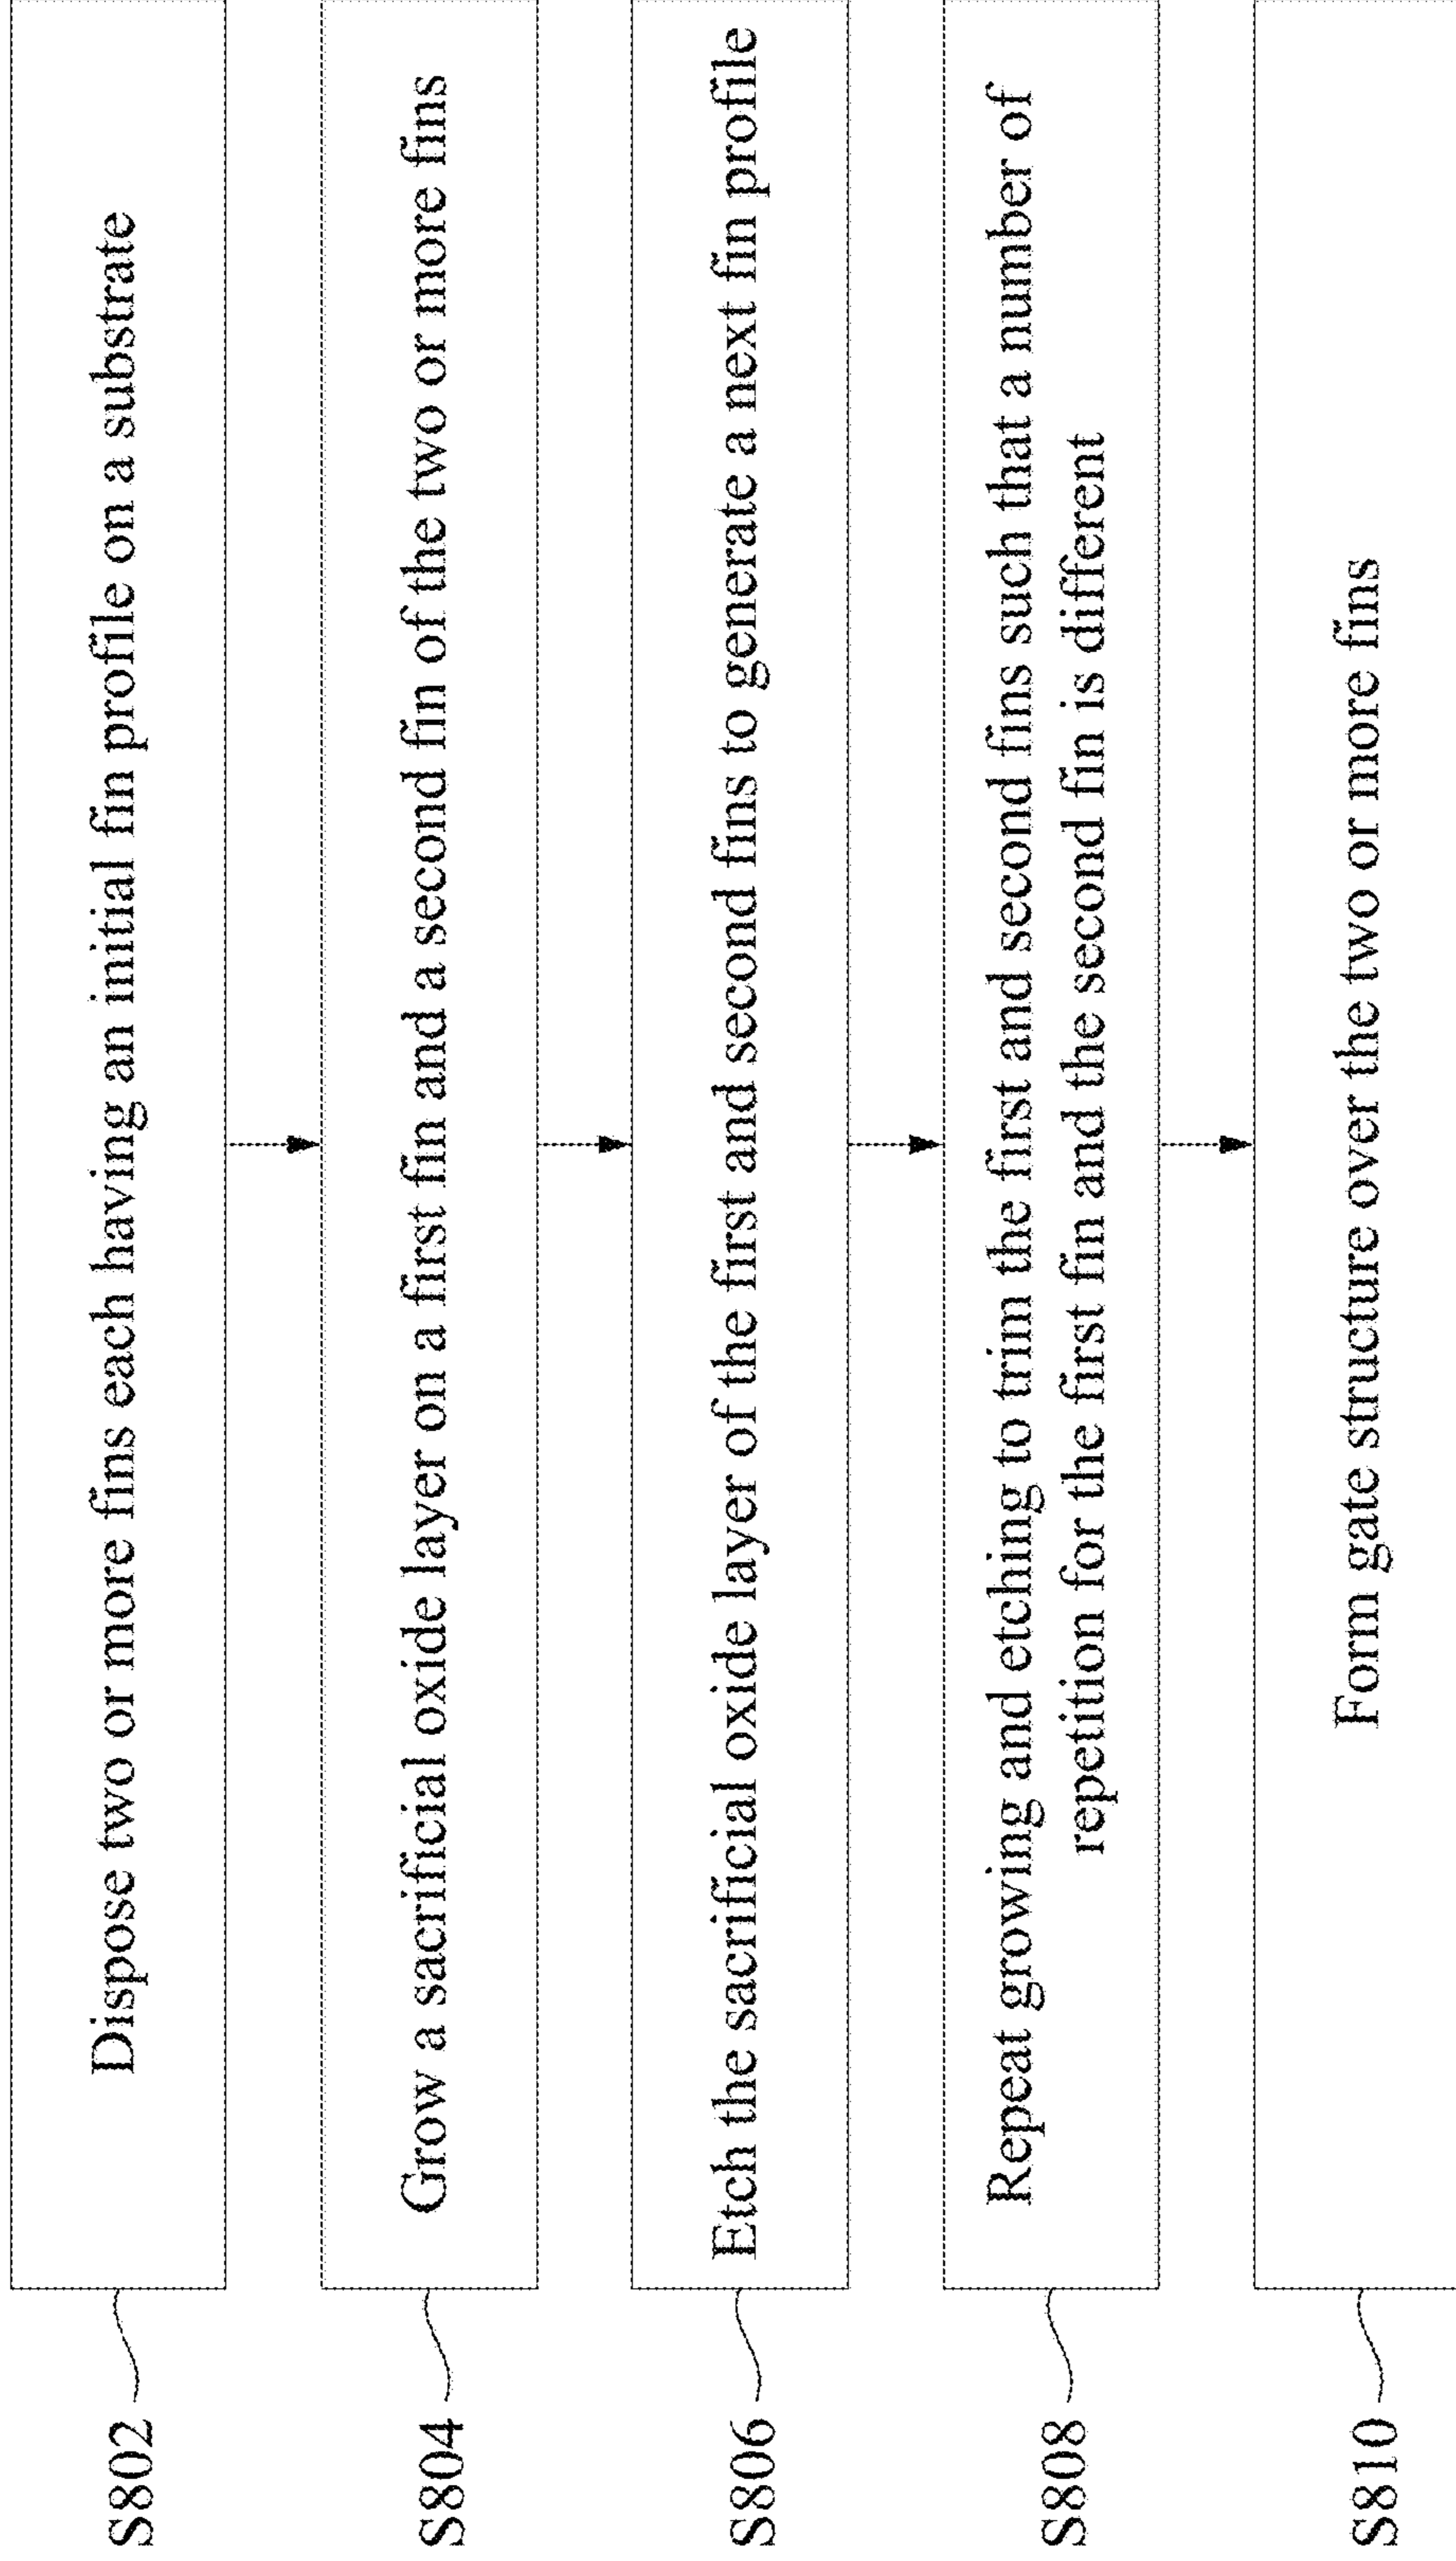 S802
Dispose two or more fins each having an initial fin profile on a substrate
S804
Grow a sacrificial oxide layer on a first fin and a second fin of the two or more fins
S806
Etch the sacrificial oxide layer of the first and second fins to generate a next fin profile
S808
Repeat growing and etching to trim the first and second fins such that a number of
repetition for the first fin and the second fin is different
S810
Form gate structure over the two or more fins